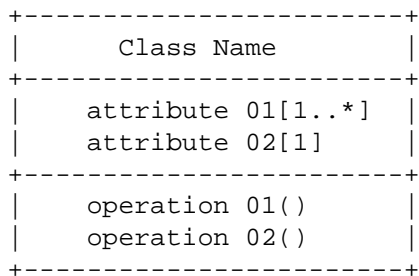 +-------------------------+
|      Class Name         |
+-------------------------+
|    attribute 01[1..*]   |
|    attribute 02[1]      |
+-------------------------+
|    operation 01()       |
|    operation 02()       |
+-------------------------+